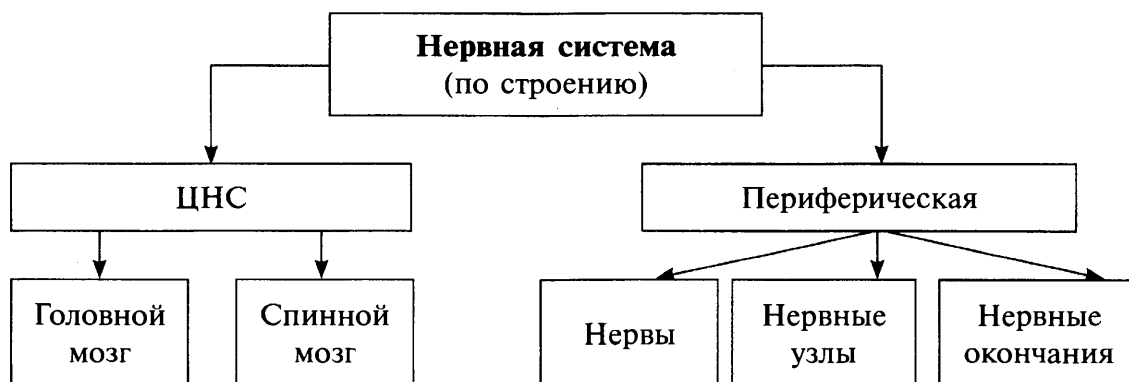 Нервная система
(по строению)
ЦНС
Периферическая
Головной
мозг
Спинной
мозг
Нервы
Нервные
узлы
Нервные
окончания